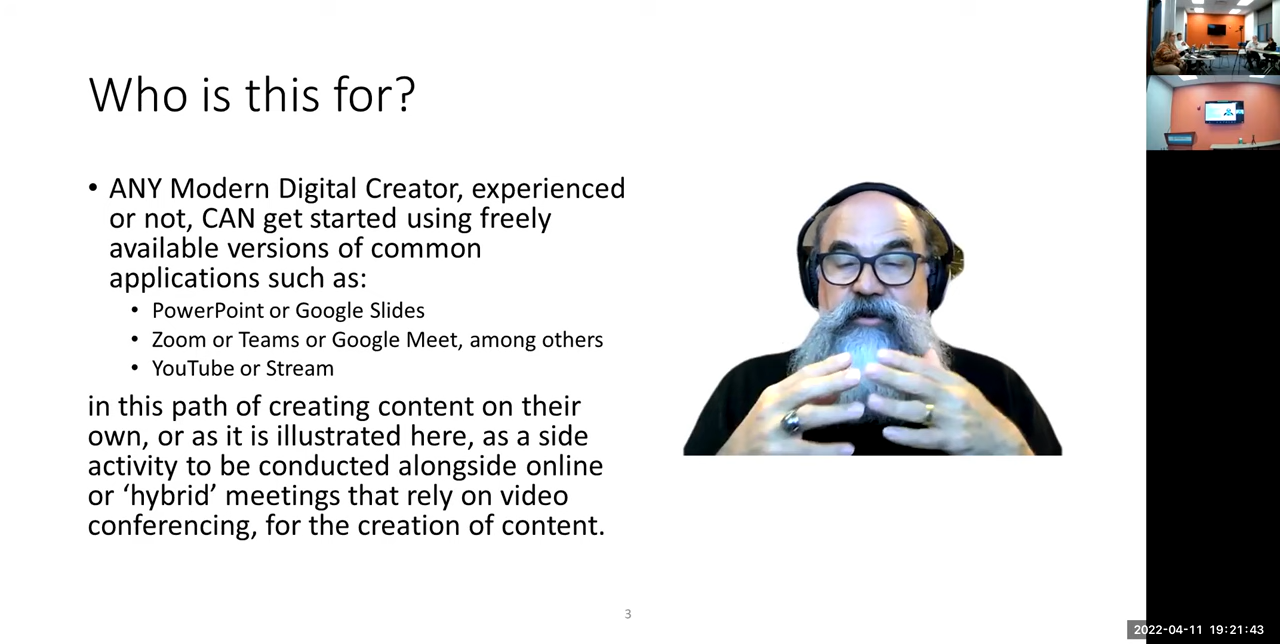 Who is this for?
• ANY Modern Digital Creator, experienced
or not, CAN get started using freely
available versions of common
applications such as:
• PowerPoint or Google Slides
• Zoom or Teams or Google Meet, among others
• YouTube or Stream
in this path of creating content on their
own, or as it is illustrated here, as a side
activity to be conducted alongside online
or ‘hybrid’ meetings that rely on video
conferencing, for the creation of content.
3
2022-04-11 19:21:43